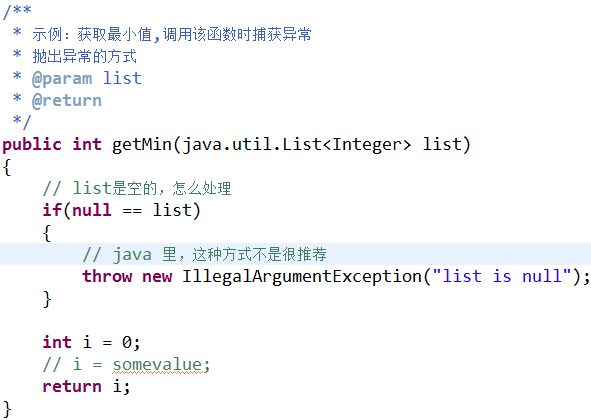 /**
 * 示例：获取最小值,调用该函数时捕获异常
 * 抛出异常的方式
 * @param list
 * @return
 */
public int getMin(java.util.List<Integer> list)
{
    // list是空的，怎么处理
    if(null == list)
    {
        // java 里，这种方式不是很推荐
        throw new IllegalArgumentException("list is null");
    }

    int i = 0;
    // i = somevalue;
    return i;
}